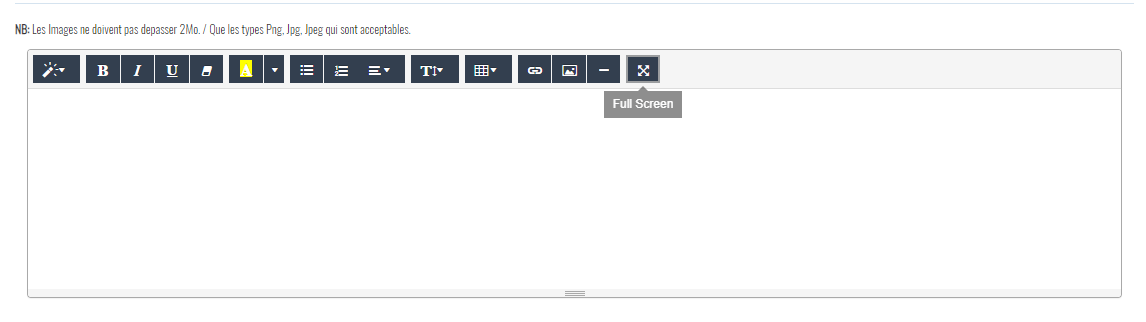 NB: Les Images ne doivent pas depasser 2Mo. / Que les types Png, Jpg, Jpeg qui sont acceptables.
B I U A T
Full Screen